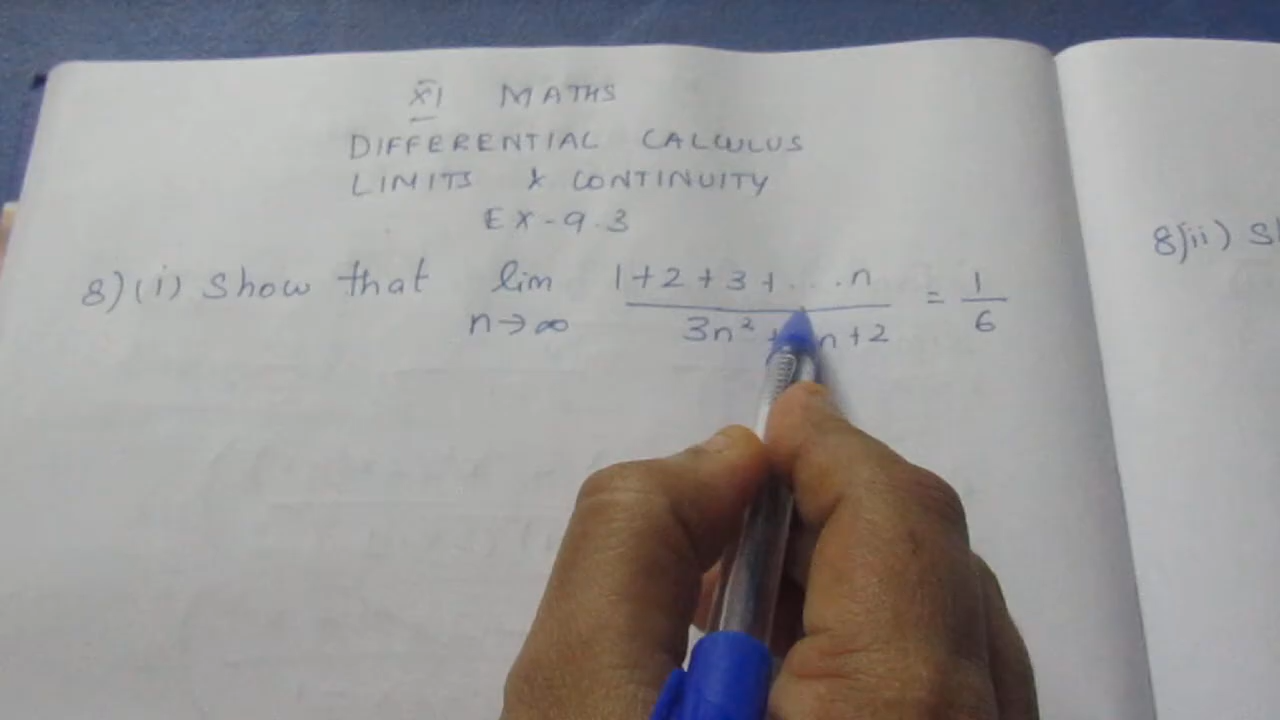 XI MATHS
DIFFERENTIAL CALCULUS
LIMITS & CONTINUITY
EX-9.3
8)(i) Show that lim 1+2+3+...n = 1
n→∞ 3n²+ n+2 6
8)(ii)